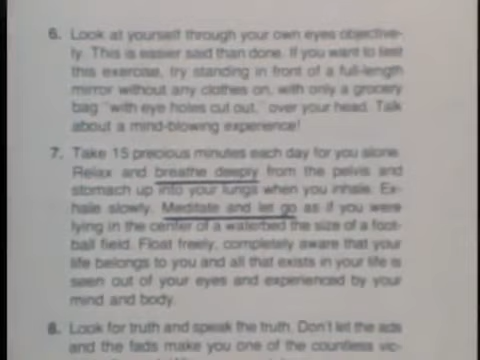 6. Look at yourself through your own eyes objective-
ly. This is easier said than done. If you want to test
this exercise, try standing in front of a full-length
mirror without any clothes on, with only a grocery
bag "with eye holes cut out," over your head. Talk
about a mind-blowing experience!
7. Take 15 precious minutes each day for you alone.
Relax and breathe deeply from the pelvis and
stomach up into your lungs when you inhale. Ex-
hale slowly. Meditate and let go as if you were
lying in the center of a waterbed the size of a foot-
ball field. Float freely, completely aware that your
life belongs to you and all that exists in your life is
seen out of your eyes and experienced by your
mind and body.
8. Look for truth and speak the truth. Don't let the ads
and the fads make you one of the countless vic-